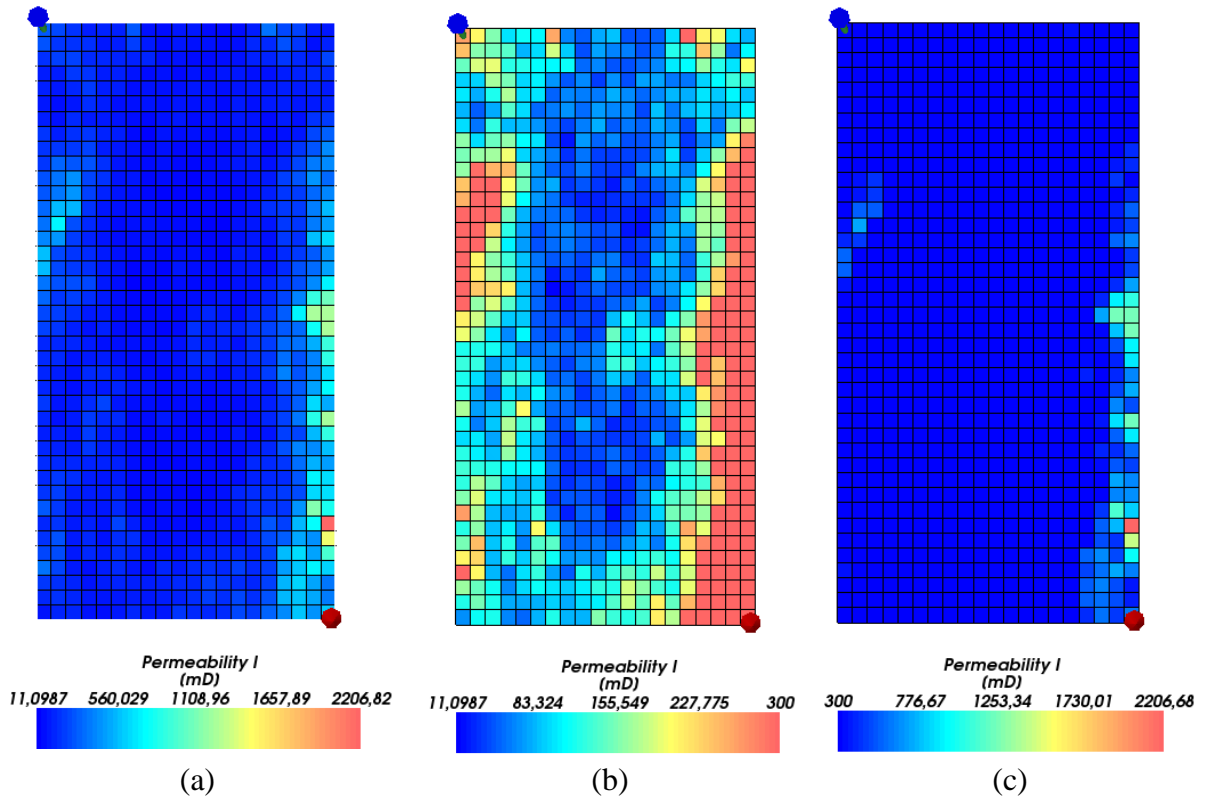 Permeability I
(mD)
11,0987 560,029 1108,96 1657,89 2206,82
(a)
Permeability I
(mD)
11,0987 83,324 155,549 227,775 300
(b)
Permeability I
(mD)
300 776,67 1253,34 1730,01 2206,68
(c)